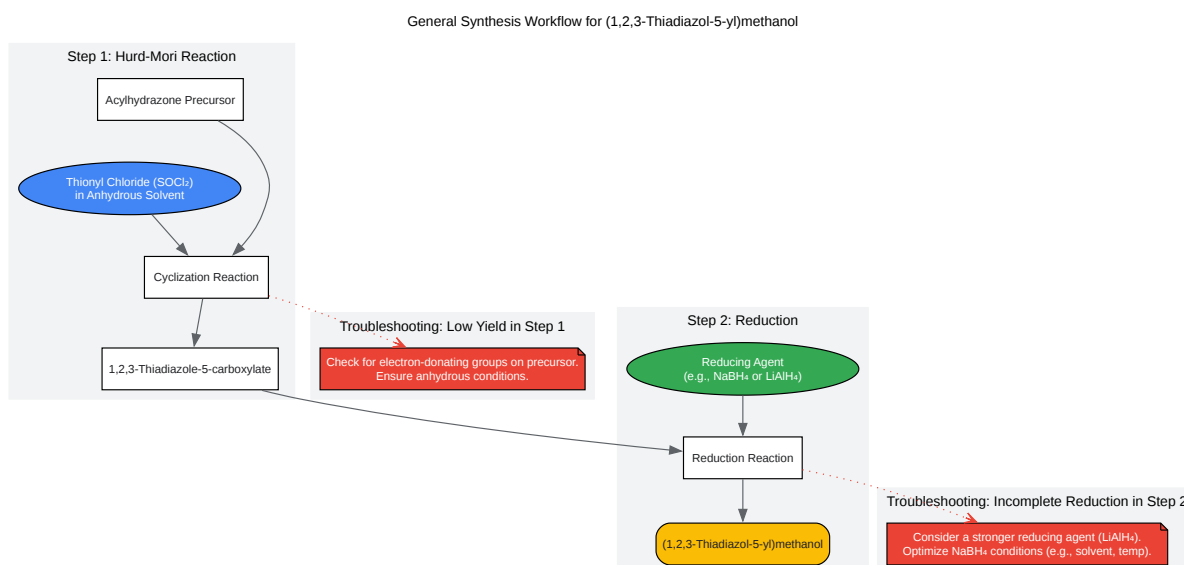 General Synthesis Workflow for (1,2,3-Thiadiazol-5-yl)methanol
Step 1: Hurd-Mori Reaction
Acylhydrazone Precursor
Thionyl Chloride (SOCl₂)
in Anhydrous Solvent
Cyclization Reaction
1,2,3-Thiadiazole-5-carboxylate
Troubleshooting: Low Yield in Step 1
Check for electron-donating groups on precursor.
Ensure anhydrous conditions.
Step 2: Reduction
Reducing Agent
(e.g., NaBH₄ or LiAlH₄)
Reduction Reaction
(1,2,3-Thiadiazol-5-yl)methanol
Troubleshooting: Incomplete Reduction in Step 2
Consider a stronger reducing agent (LiAlH₄).
Optimize NaBH₄ conditions (e.g., solvent, temp).